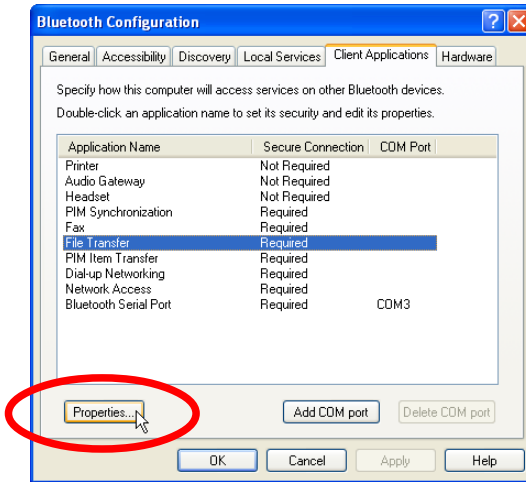 Bluetooth Configuration
General Accessibility Discovery Local Services Client Applications Hardware
Specify how this computer will access services on other Bluetooth devices.
Double-click an application name to set its security and edit its properties.
Application Name Secure Connection COM Port
Printer Not Required
Audio Gateway Not Required
Headset Not Required
PIM Synchronization Required
Fax Required
File Transfer Required
PIM Item Transfer Required
Dial-up Networking Required
Network Access Required
Bluetooth Serial Port Required COM3
Properties... Add COM port Delete COM port
OK Cancel Apply Help